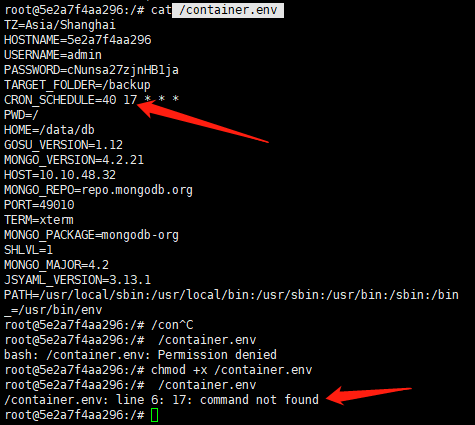 root@5e2a7f4aa296:/# cat /container.env
TZ=Asia/Shanghai
HOSTNAME=5e2a7f4aa296
USERNAME=admin
PASSWORD=cNunsa27zjnHB1ja
TARGET_FOLDER=/backup
CRON_SCHEDULE=40 17 * * *
PWD=/
HOME=/data/db
GOSU_VERSION=1.12
MONGO_VERSION=4.2.21
HOST=10.10.48.32
MONGO_REPO=repo.mongodb.org
PORT=49010
TERM=xterm
MONGO_PACKAGE=mongodb-org
SHLVL=1
MONGO_MAJOR=4.2
JSYAML_VERSION=3.13.1
PATH=/usr/local/sbin:/usr/local/bin:/usr/sbin:/usr/bin:/sbin:/bin
_=/usr/bin/env
root@5e2a7f4aa296:/# /con^C
root@5e2a7f4aa296:/#  /container.env
bash: /container.env: Permission denied
root@5e2a7f4aa296:/# chmod +x /container.env
root@5e2a7f4aa296:/#  /container.env
/container.env: line 6: 17: command not found
root@5e2a7f4aa296:/#